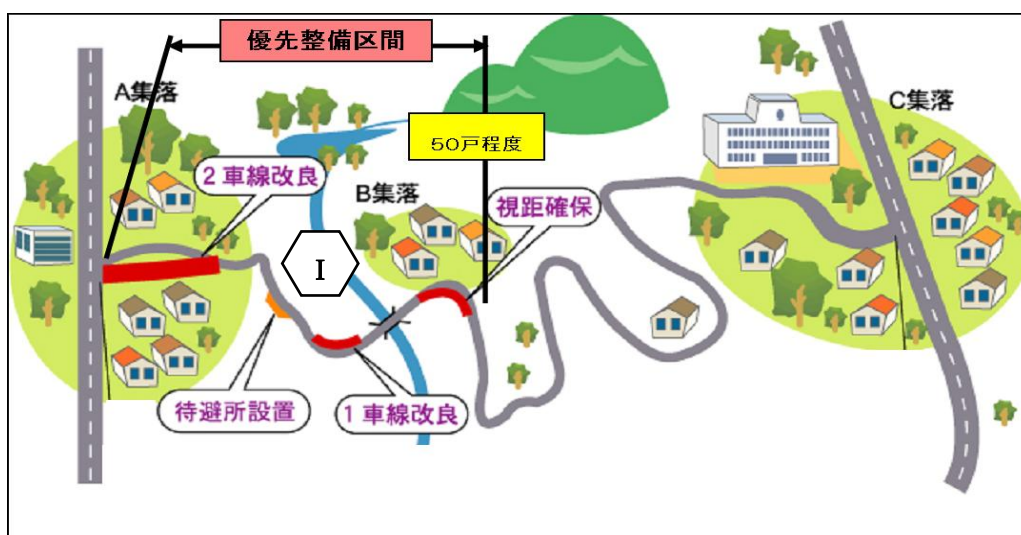 優先整備区間
A集落
C集落
50戸程度
2車線改良
B集落
視距確保
I
待避所設置
1車線改良